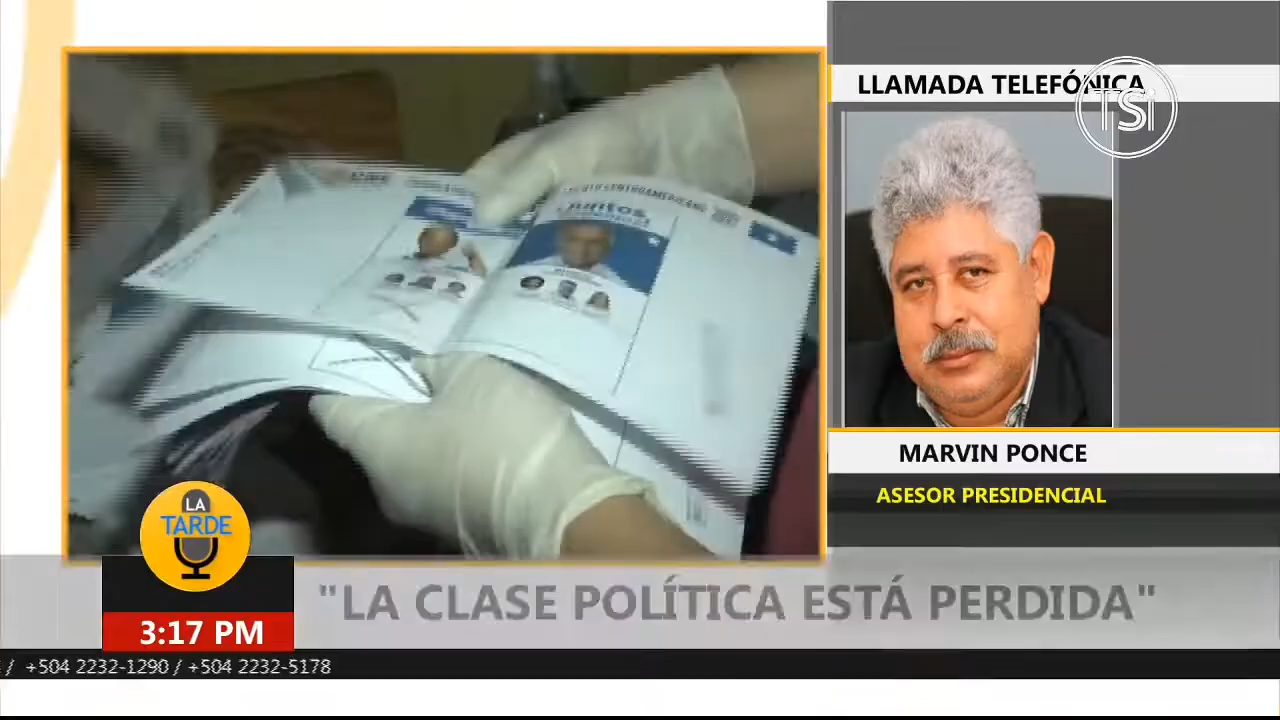 LLAMADA TELEFÓNICA
TSi
juntos
MARVIN PONCE
ASESOR PRESIDENCIAL
LA
TARDE
"LA CLASE POLÍTICA ESTÁ PERDIDA"
3:17 PM
/ +504 2232-1290 / +504 2232-5178